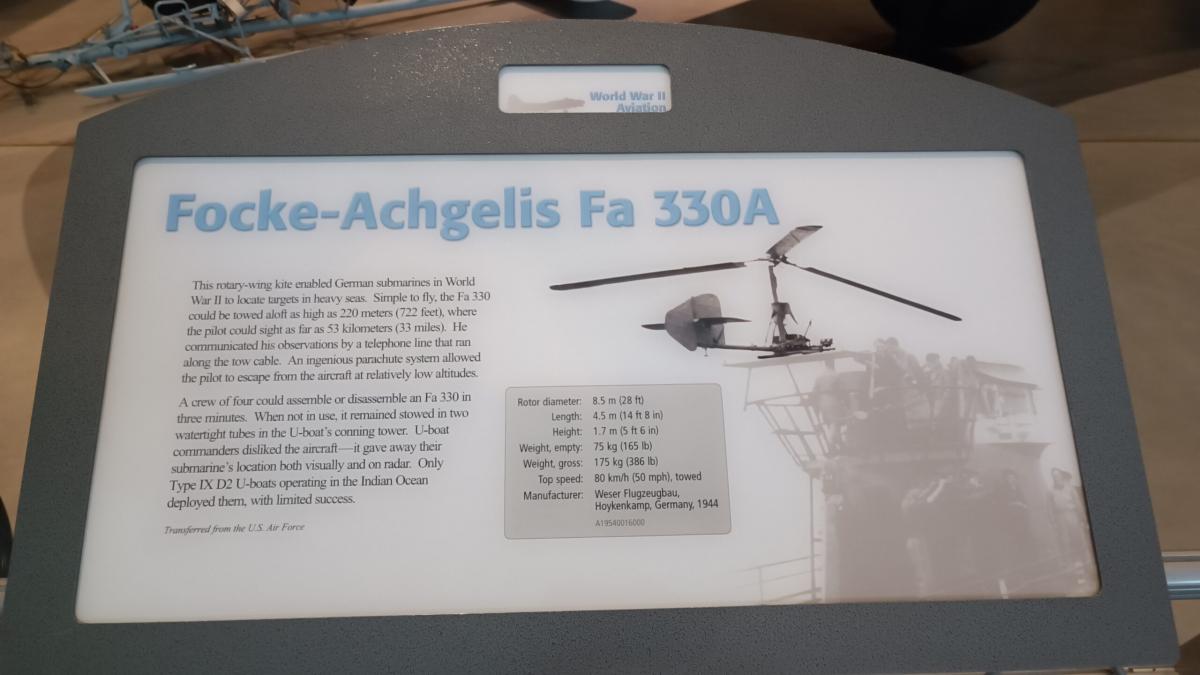 World War II
Aviation
Focke-Achgelis Fa 330A
This rotary-wing kite enabled German submarines in World
War II to locate targets in heavy seas. Simple to fly, the Fa 330
could be towed aloft as high as 220 meters (722 feet), where
the pilot could sight as far as 53 kilometers (33 miles). He
communicated his observations by a telephone line that ran
along the tow cable. An ingenious parachute system allowed
the pilot to escape from the aircraft at relatively low altitudes.
A crew of four could assemble or disassemble an Fa 330 in
three minutes. When not in use, it remained stowed in two
watertight tubes in the U-boat's conning tower. U-boat
commanders disliked the aircraft—it gave away their
submarine's location both visually and on radar. Only
Type IX D2 U-boats operating in the Indian Ocean
deployed them, with limited success.
Transferred from the U.S. Air Force
Rotor diameter: 8.5 m (28 ft)
Length: 4.5 m (14 ft 8 in)
Height: 1.7 m (5 ft 6 in)
Weight, empty: 75 kg (165 lb)
Weight, gross: 175 kg (386 lb)
Top speed: 80 km/h (50 mph), towed
Manufacturer: Weser Flugzeugbau,
Hoykenkamp, Germany, 1944
A19540016000